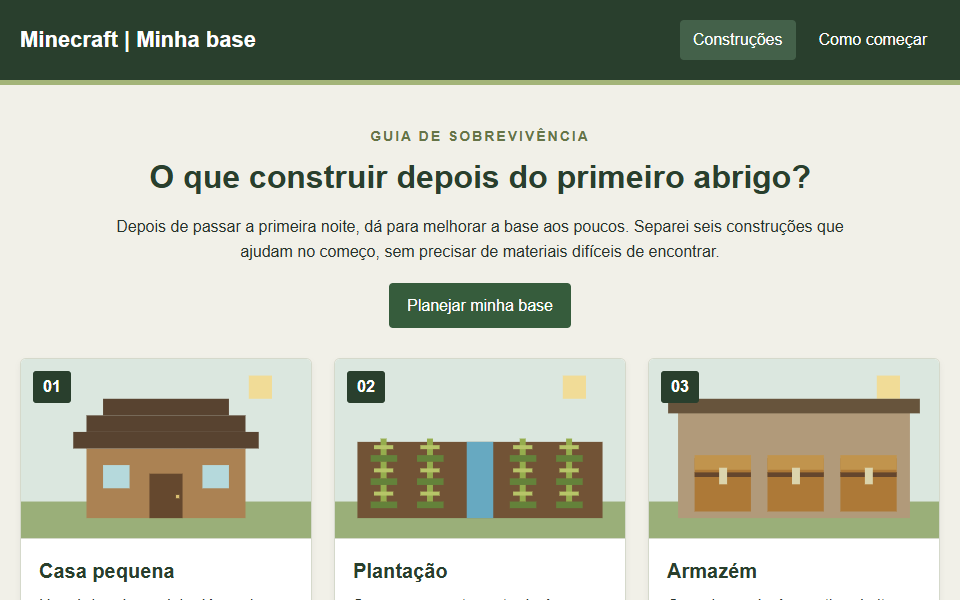 Minecraft | Minha base
Construções
Como começar
GUIA DE SOBREVIVÊNCIA
O que construir depois do primeiro abrigo?
Depois de passar a primeira noite, dá para melhorar a base aos poucos. Separei seis construções que
ajudam no começo, sem precisar de materiais difíceis de encontrar.
Planejar minha base
01
02
03
Casa pequena
Plantação
Armazém